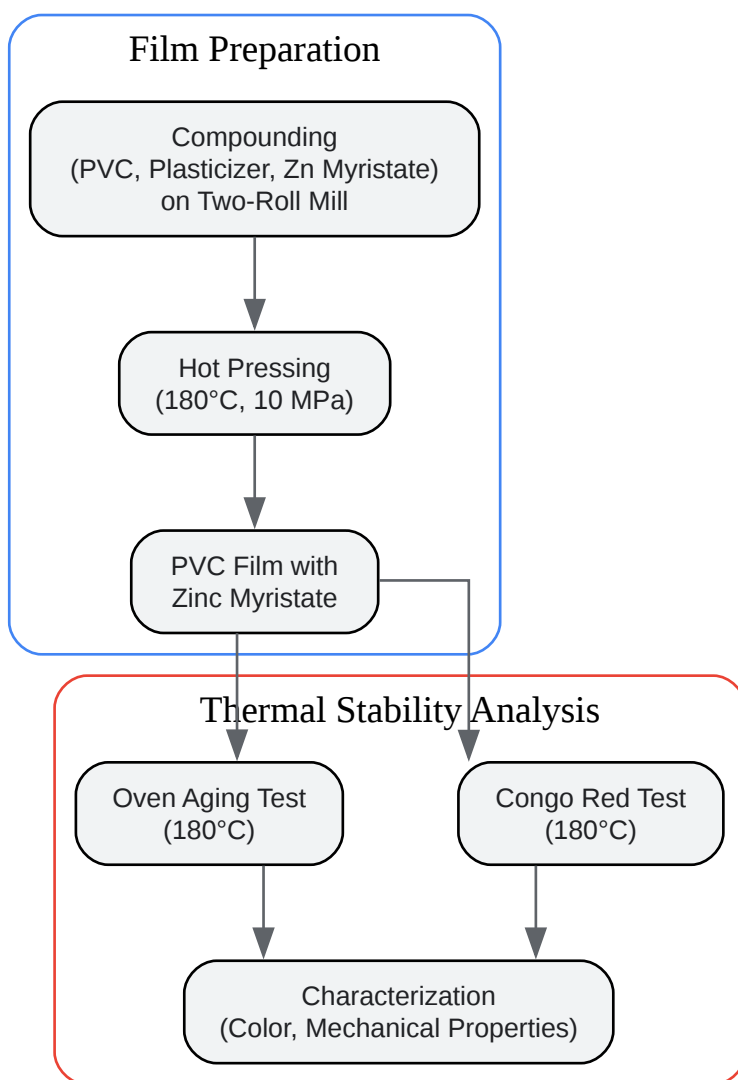 Film Preparation
Compounding
(PVC, Plasticizer, Zn Myristate)
on Two-Roll Mill
Hot Pressing
(180°C, 10 MPa)
PVC Film with
Zinc Myristate
Thermal Stability Analysis
Oven Aging Test
(180°C)
Congo Red Test
(180°C)
Characterization
(Color, Mechanical Properties)